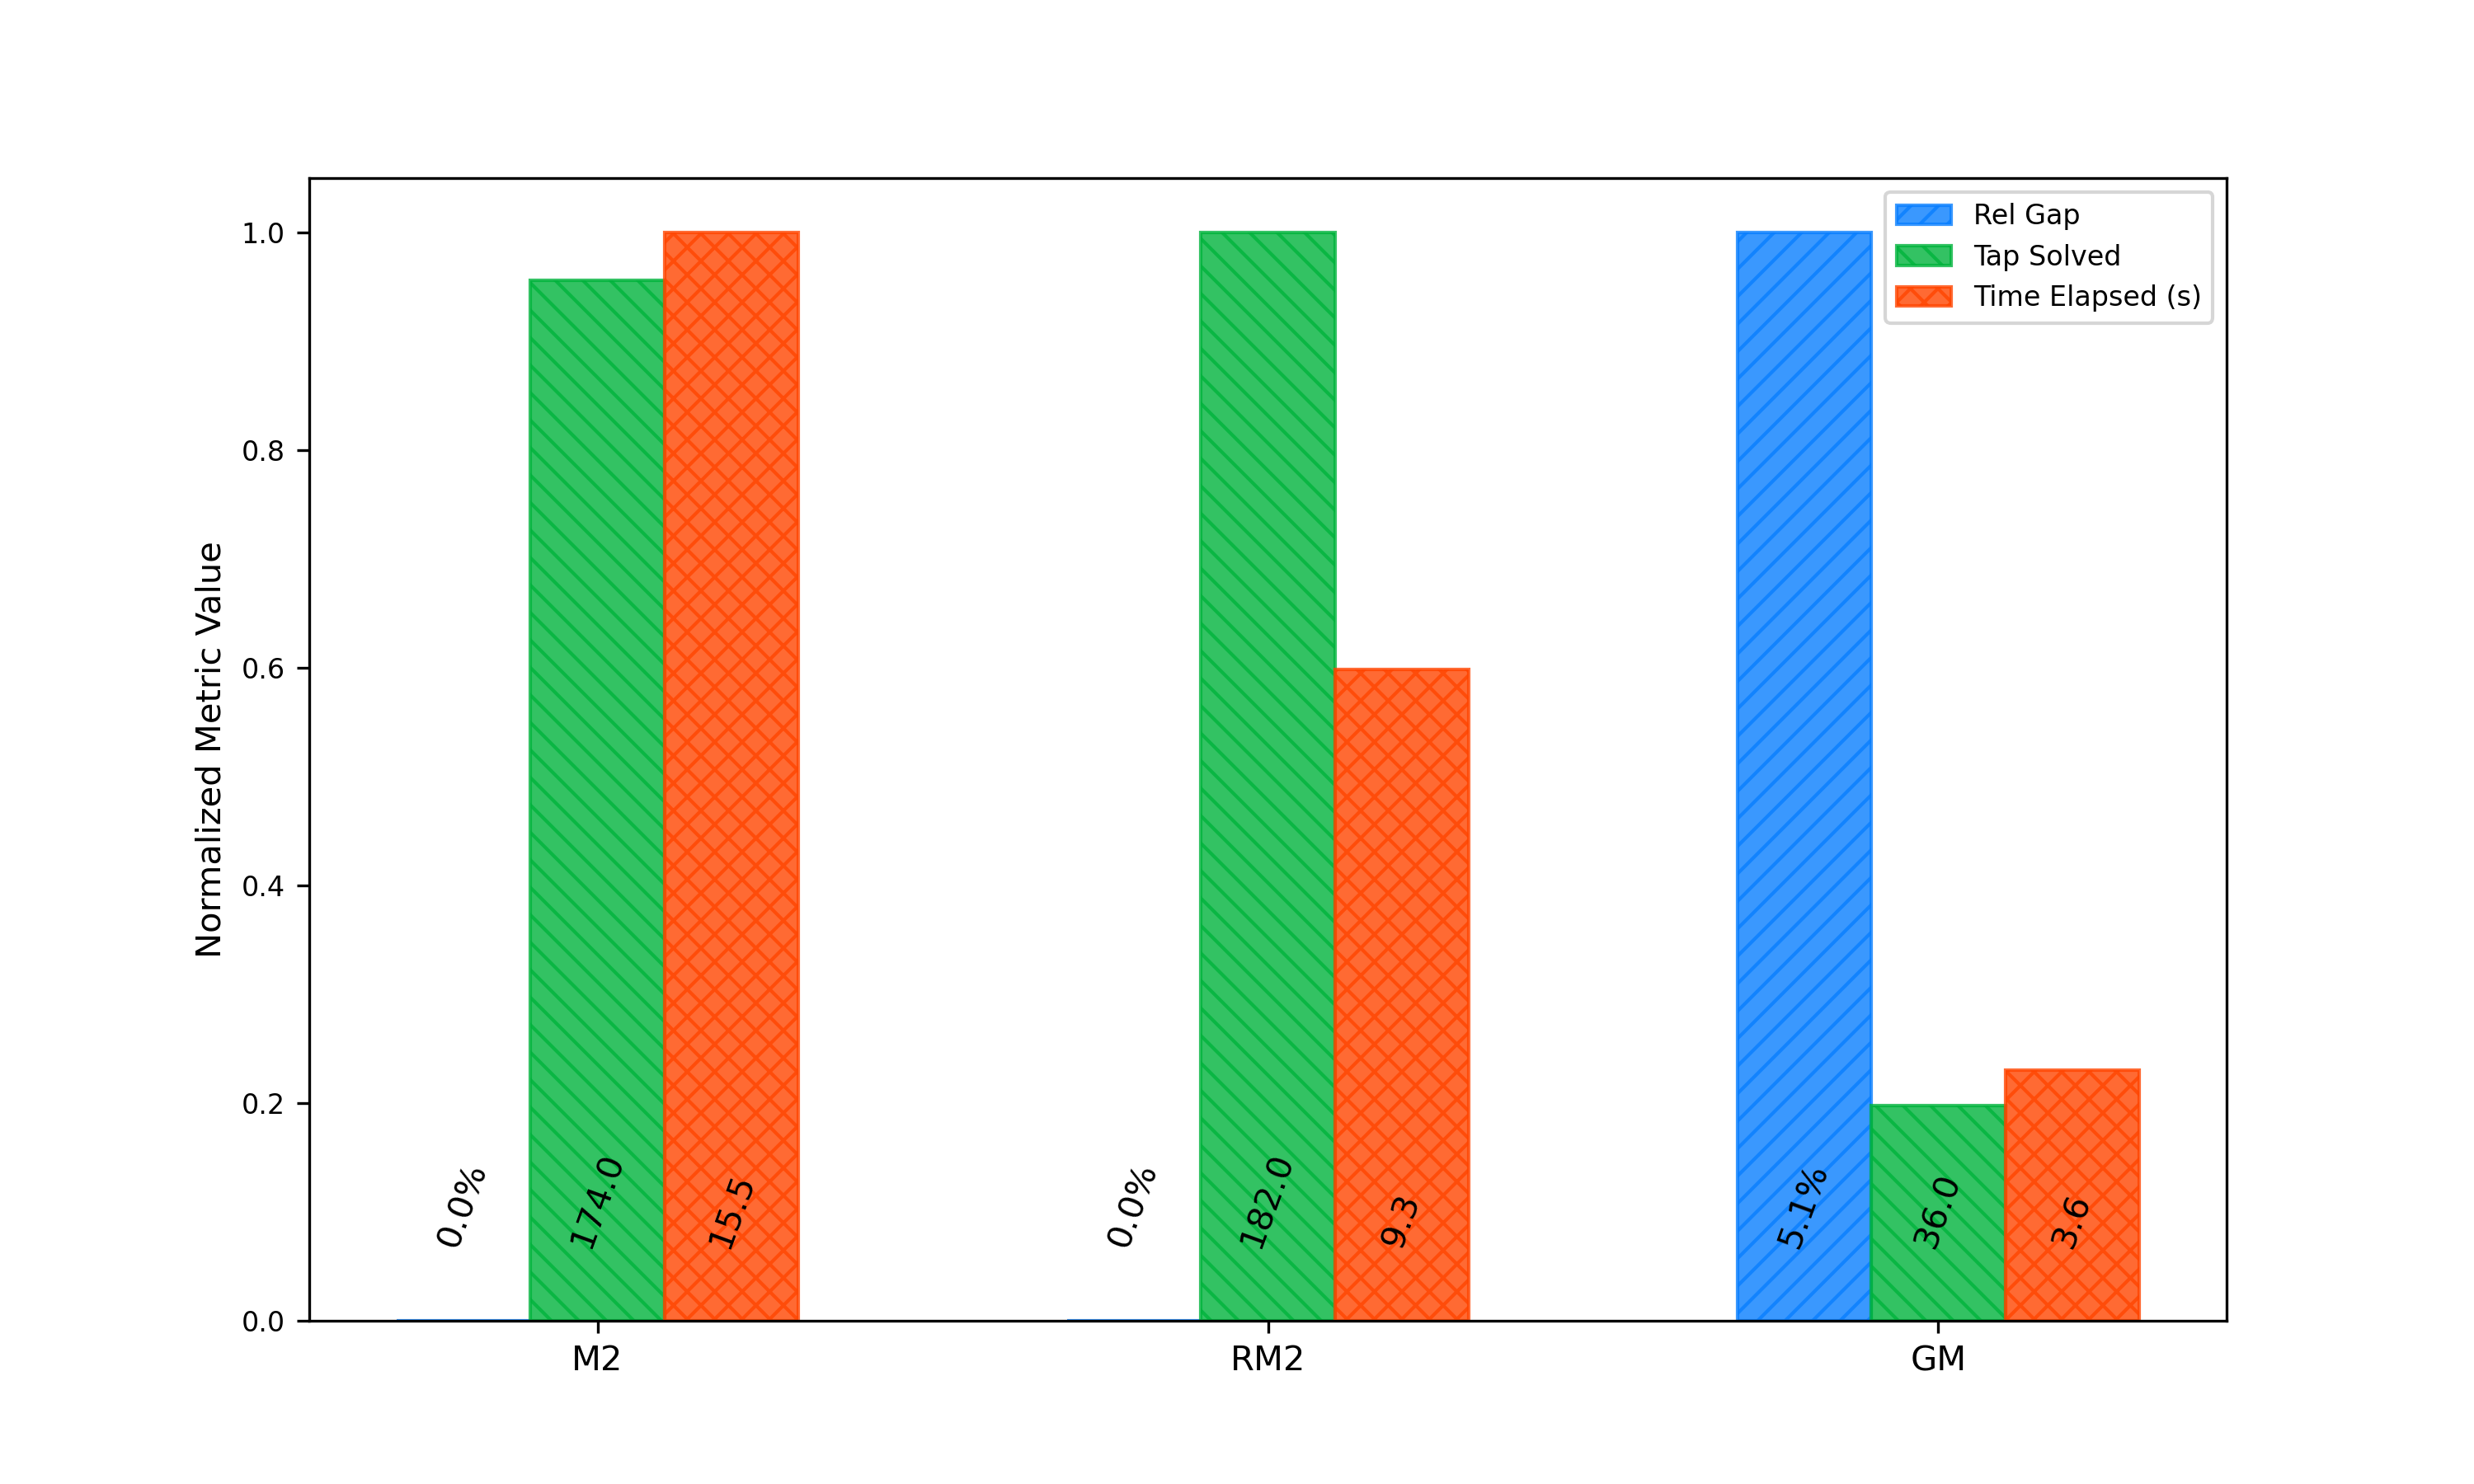 Rel Gap
Tap Solved
Time Elapsed (s)
Normalized Metric Value
1.0
0.8
0.6
0.4
0.2
0.0
0.0%
174.0
15.5
0.0%
182.0
9.3
5.1%
36.0
3.6
M2
RM2
GM